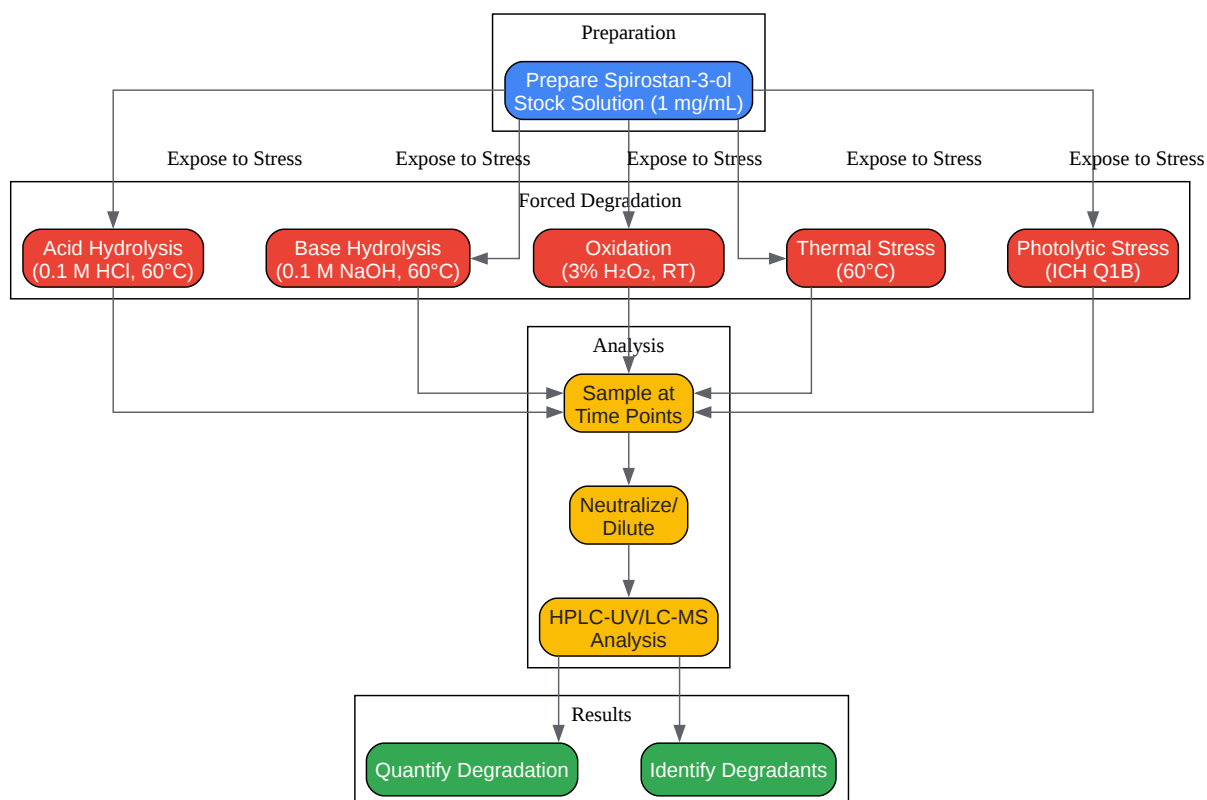 Preparation
Prepare Spirostan-3-ol
Stock Solution (1 mg/mL)
Expose to Stress
Expose to Stress
Expose to Stress
Expose to Stress
Expose to Stress
Forced Degradation
Acid Hydrolysis
(0.1 M HCl, 60°C)
Base Hydrolysis
(0.1 M NaOH, 60°C)
Oxidation
(3% H₂O₂, RT)
Thermal Stress
(60°C)
Photolytic Stress
(ICH Q1B)
Analysis
Sample at
Time Points
Neutralize/
Dilute
HPLC-UV/LC-MS
Analysis
Results
Quantify Degradation
Identify Degradants